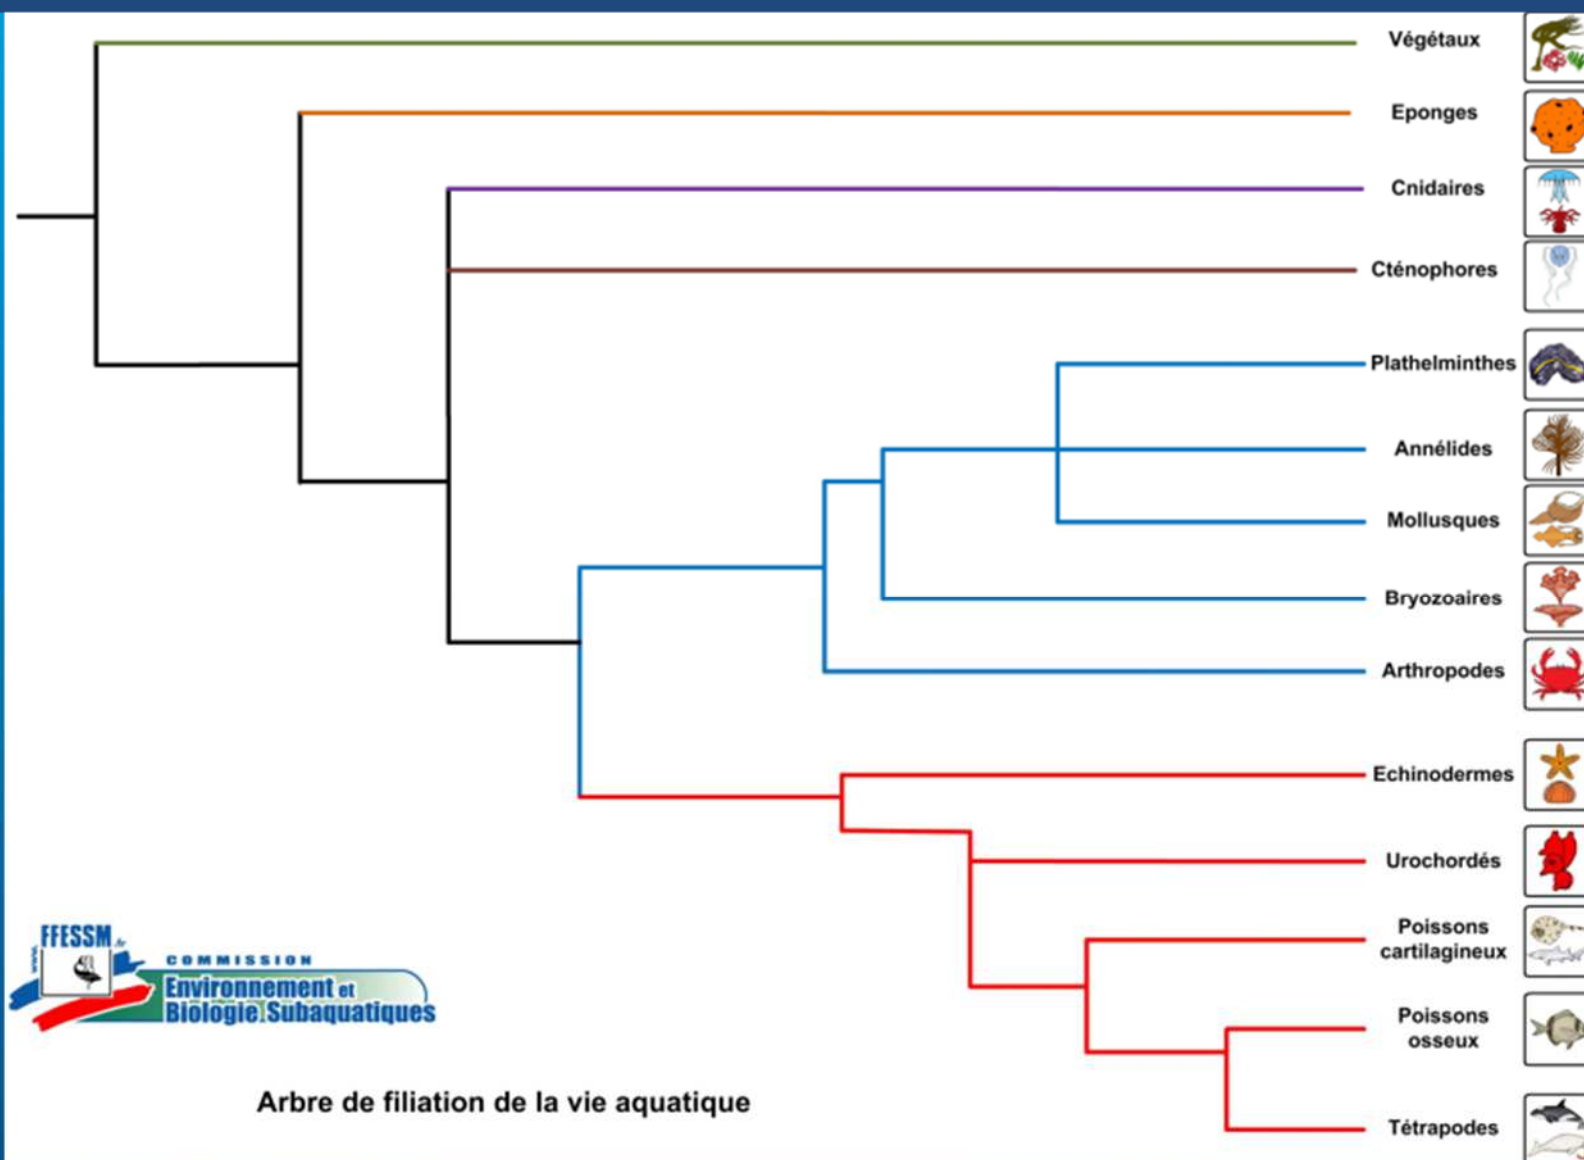 Végétaux
Eponges
Cnidaires
Cténophores
Plathelminthes
Annélides
Mollusques
Bryozoaires
Arthropodes
Echinodermes
Urochordés
Poissons
cartilagineux
Poissons
osseux
Tétrapodes
FFESSM
COMMISSION
Environnement et
Biologie Subaquatiques
Arbre de filiation de la vie aquatique